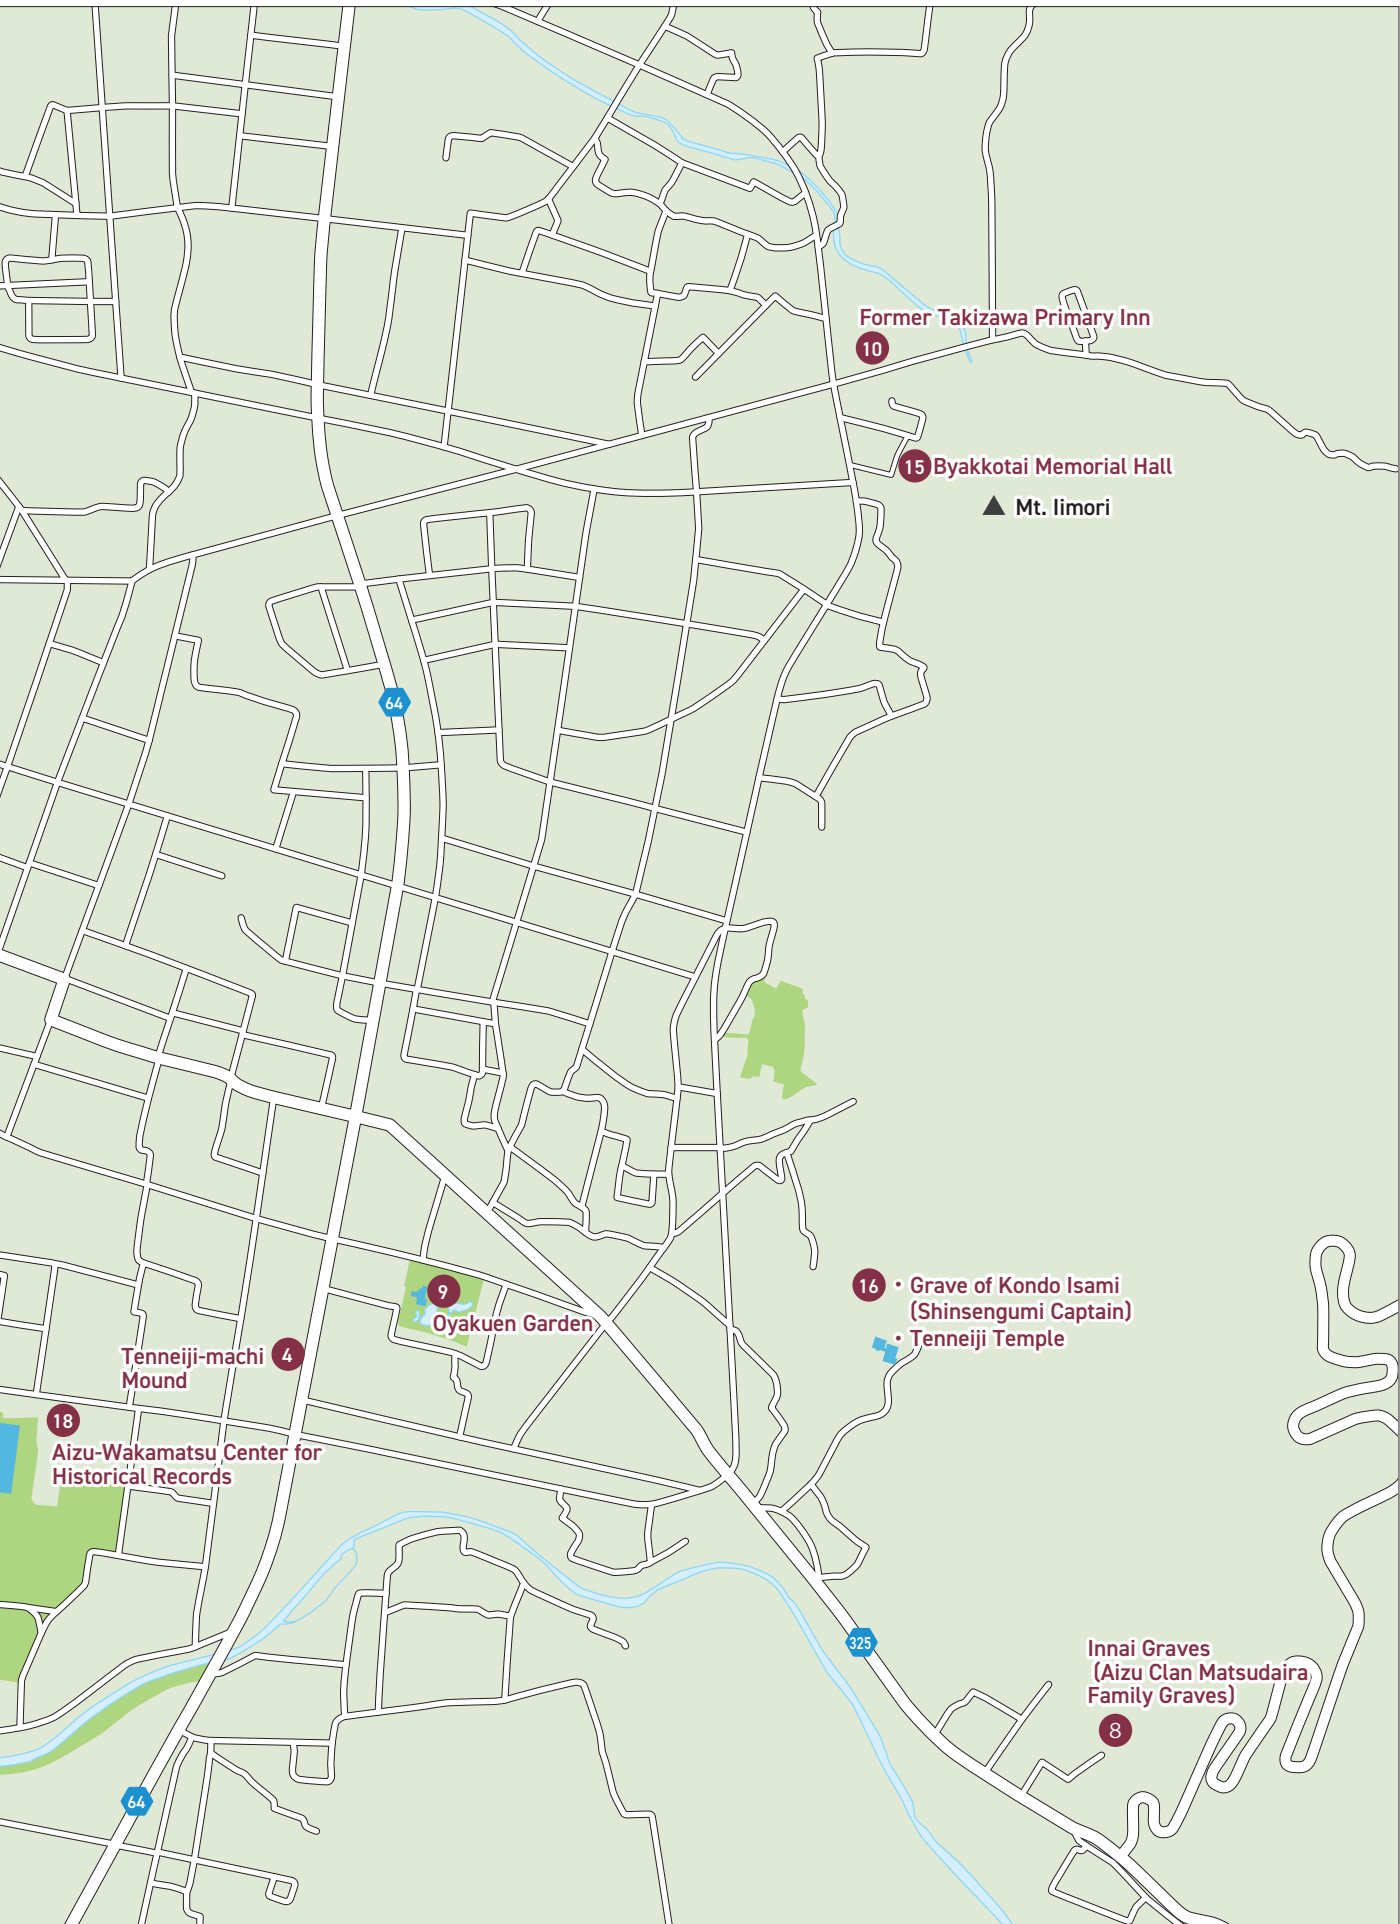 Former Takizawa Primary Inn
10
15 Byakkotai Memorial Hall
Mt. Iimori
64
16 • Grave of Kondo Isami
(Shinsengumi Captain)
• Tenneiji Temple
9
Oyakuen Garden
Tenneiji-machi 4
Mound
18
Aizu-Wakamatsu Center for
Historical Records
325
Innai Graves
(Aizu Clan Matsudaira
Family Graves)
8
64